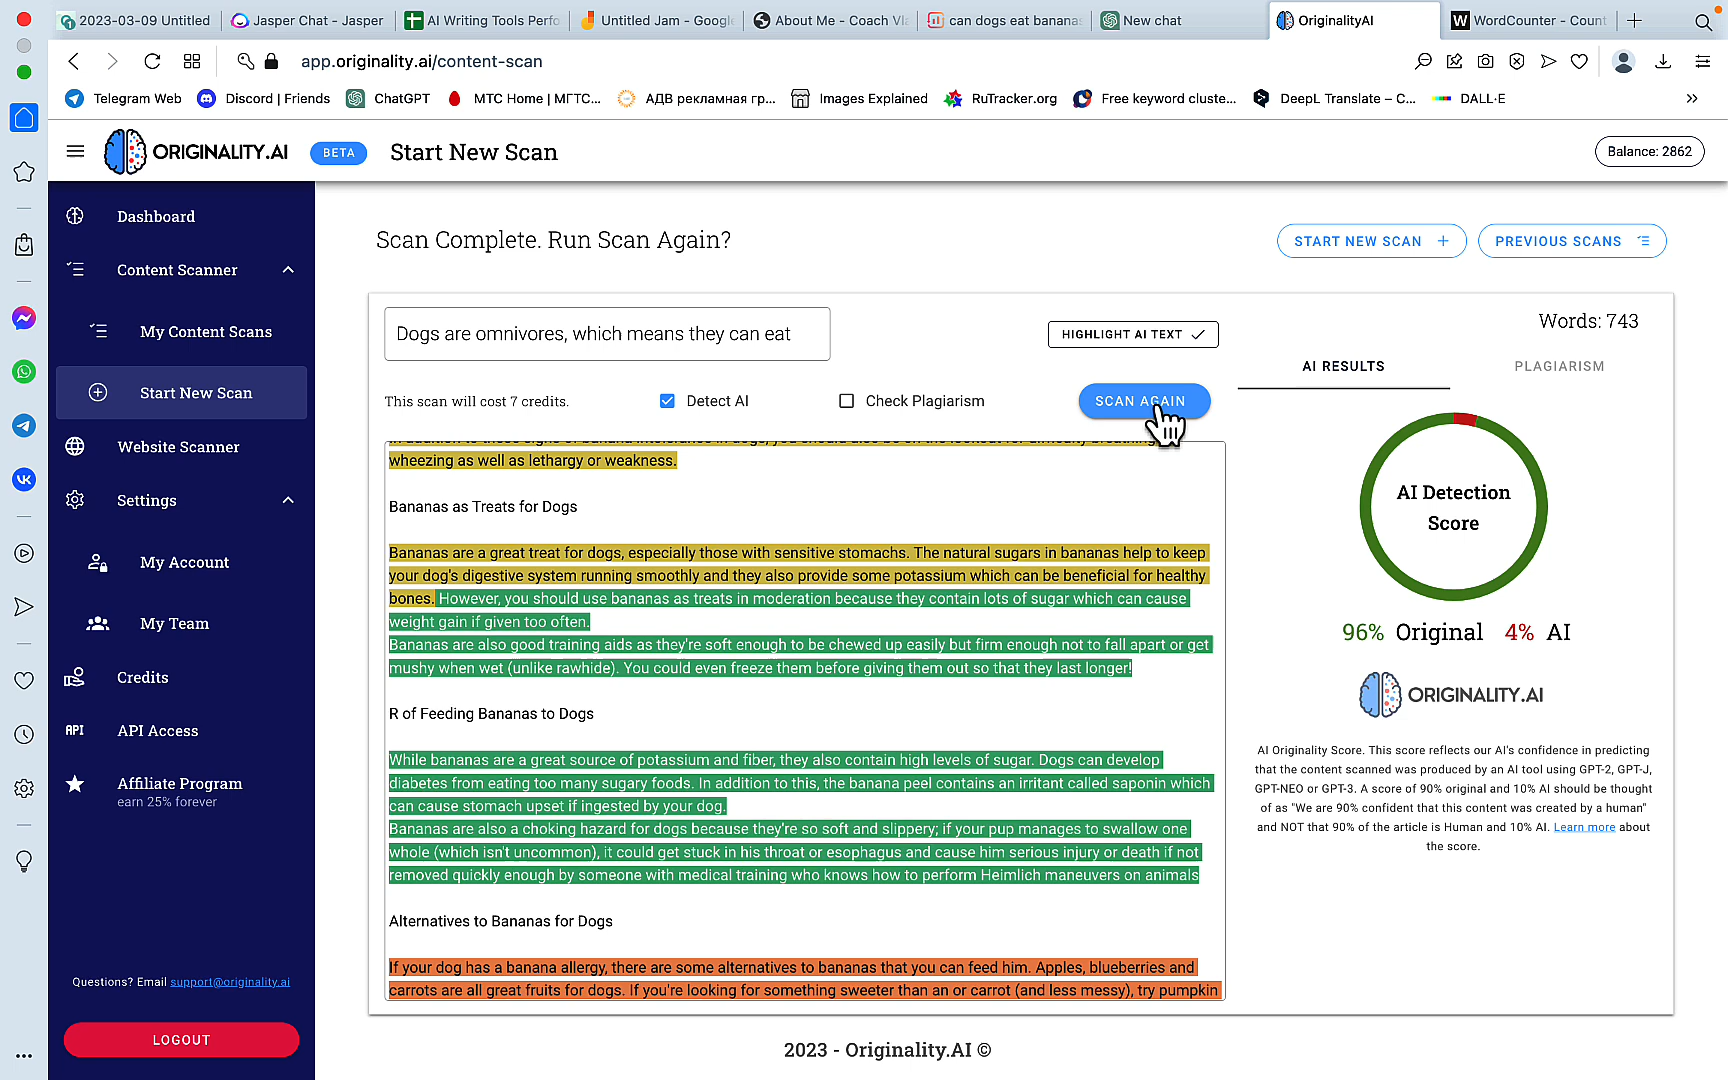 2023-03-09 Untitled
Jasper Chat - Jasper
AI Writing Tools Perfo
Untitled Jam - Google
About Me - Coach Vla
can dogs eat bananas
New chat
OriginalityAI
WordCounter - Count
app.originality.ai/content-scan
Telegram Web
Discord | Friends
ChatGPT
МТС Home | МГТС...
АДВ рекламная гр...
Images Explained
RuTracker.org
Free keyword cluste...
DeepL Translate – C...
DALL·E
ORIGINALITY.AI
BETA
Start New Scan
Balance: 2862
Dashboard
Content Scanner
My Content Scans
Start New Scan
Website Scanner
Settings
My Account
My Team
Credits
API
API Access
Affiliate Program
earn 25% forever
Questions? Email support@originality.ai
LOGOUT
Scan Complete. Run Scan Again?
START NEW SCAN
PREVIOUS SCANS
Dogs are omnivores, which means they can eat
HIGHLIGHT AI TEXT
This scan will cost 7 credits.
Detect AI
Check Plagiarism
SCAN AGAIN
wheezing as well as lethargy or weakness.
Bananas as Treats for Dogs
Bananas are a great treat for dogs, especially those with sensitive stomachs. The natural sugars in bananas help to keep
your dog's digestive system running smoothly and they also provide some potassium which can be beneficial for healthy
bones. However, you should use bananas as treats in moderation because they contain lots of sugar which can cause
weight gain if given too often.
Bananas are also good training aids as they're soft enough to be chewed up easily but firm enough not to fall apart or get
mushy when wet (unlike rawhide). You could even freeze them before giving them out so that they last longer!
R of Feeding Bananas to Dogs
While bananas are a great source of potassium and fiber, they also contain high levels of sugar. Dogs can develop
diabetes from eating too many sugary foods. In addition to this, the banana peel contains an irritant called saponin which
can cause stomach upset if ingested by your dog.
Bananas are also a choking hazard for dogs because they're so soft and slippery; if your pup manages to swallow one
whole (which isn't uncommon), it could get stuck in his throat or esophagus and cause him serious injury or death if not
removed quickly enough by someone with medical training who knows how to perform Heimlich maneuvers on animals
Alternatives to Bananas for Dogs
If your dog has a banana allergy, there are some alternatives to bananas that you can feed him. Apples, blueberries and
carrots are all great fruits for dogs. If you're looking for something sweeter than an or carrot (and less messy), try pumpkin
Words: 743
AI RESULTS
PLAGIARISM
AI Detection
Score
96% Original 4% AI
ORIGINALITY.AI
AI Originality Score. This score reflects our AI's confidence in predicting
that the content scanned was produced by an AI tool using GPT-2, GPT-J,
GPT-NEO or GPT-3. A score of 90% original and 10% AI should be thought
of as "We are 90% confident that this content was created by a human"
and NOT that 90% of the article is Human and 10% AI. Learn more about
the score.
2023 - Originality.AI ©